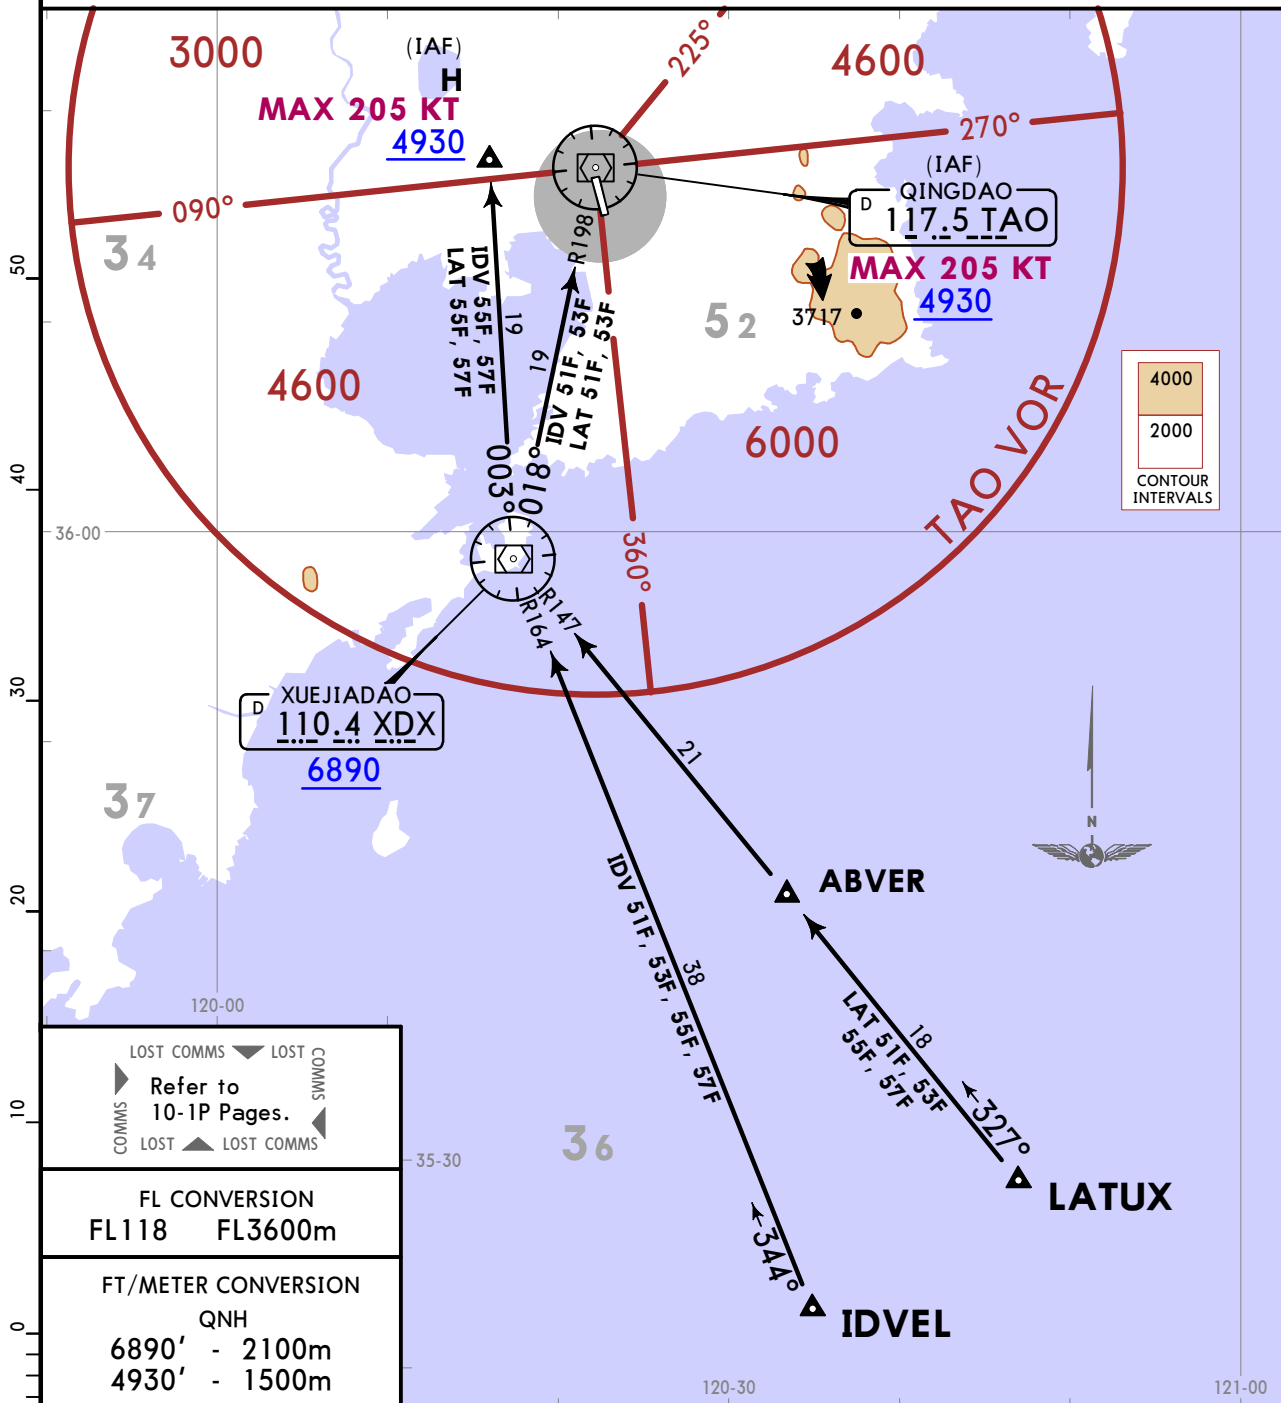 3000
(IAF)
H
MAX 205 KT
4930
225°
4600
270°
(IAF)
QINGDAO
D 117.5 TAO
MAX 205 KT
4930
090°
34
R198
IDV 55F, 57F
LAT 55F, 57F
19
19
IDV 51F, 53F
LAT 51F, 53F
52
3717
4600
6000
TAO VOR
4000
2000
CONTOUR
INTERVALS
50
40
30
20
10
0
003°
018°
360°
36-00
R147
R164
XUEJIADAO
D 110.4 XDX
6890
21
N
37
ABVER
IDV 51F, 53F, 55F, 57F
38
120-00
LAT 51F, 53F
55F, 57F
18
327°
LATUX
344°
IDVEL
36
35-30
LOST COMMS LOST COMMS
Refer to
10-1P Pages.
COMMS LOST LOST COMMS
FL CONVERSION
FL118 FL3600m
FT/METER CONVERSION
QNH
6890' - 2100m
4930' - 1500m
120-30
121-00